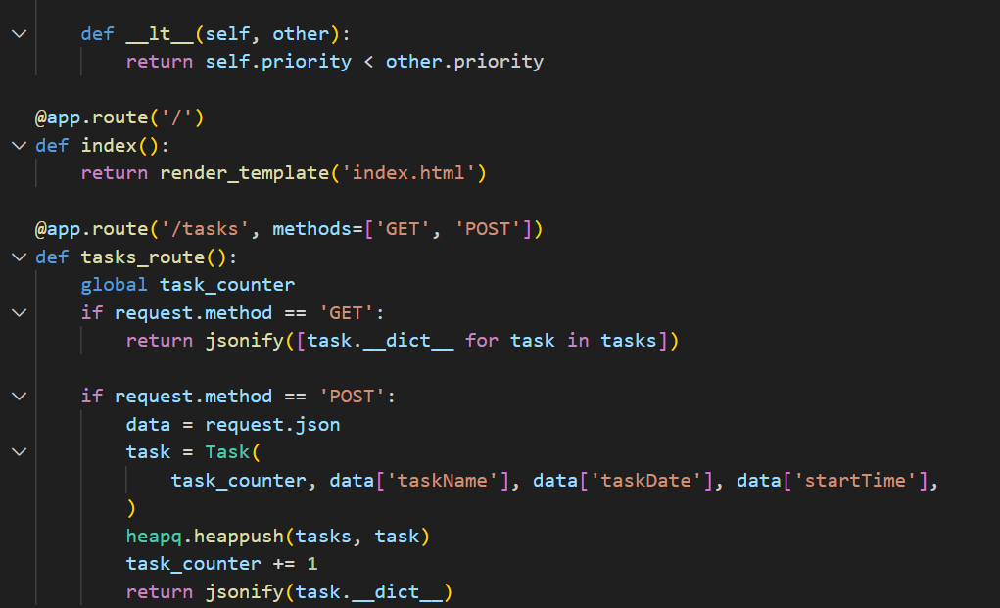 def __lt__(self, other):
return self.priority < other.priority
@app.route('/')
def index():
return render_template('index.html')
@app.route('/tasks', methods=['GET', 'POST'])
def tasks_route():
global task_counter
if request.method == 'GET':
return jsonify([task.__dict__ for task in tasks])
if request.method == 'POST':
data = request.json
task = Task(
task_counter, data['taskName'], data['taskDate'], data['startTime'],
)
heapq.heappush(tasks, task)
task_counter += 1
return jsonify(task.__dict__)